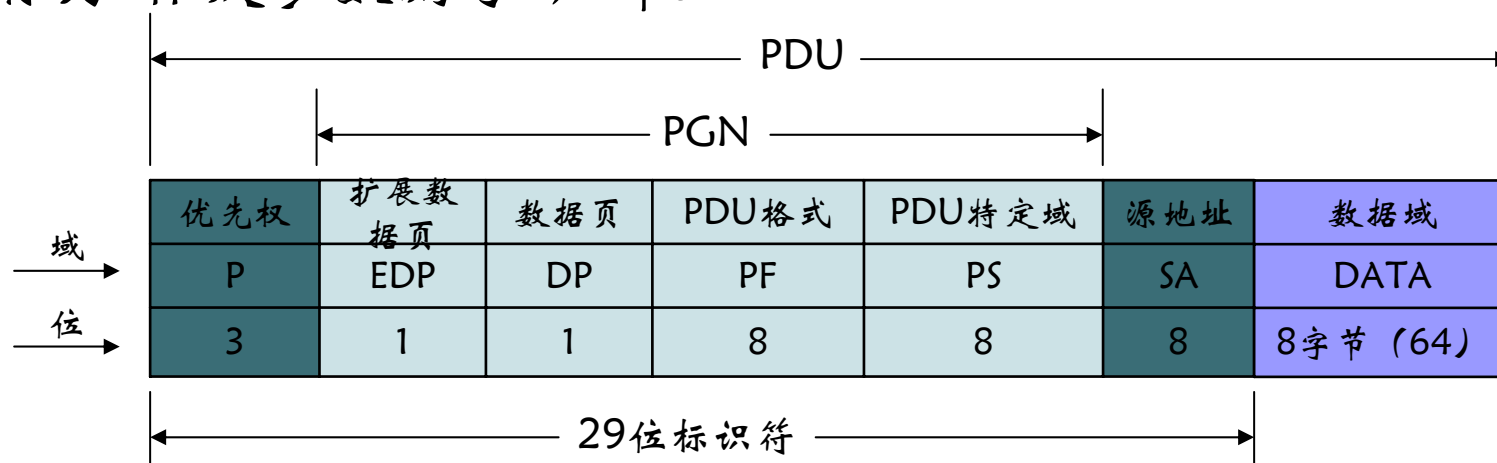 PDU
PGN
优先权 扩展数据页 数据页 PDU格式 PDU特定域 源地址 数据域
域 P EDP DP PF PS SA DATA
位 3 1 1 8 8 8 8字节（64）
29位标识符